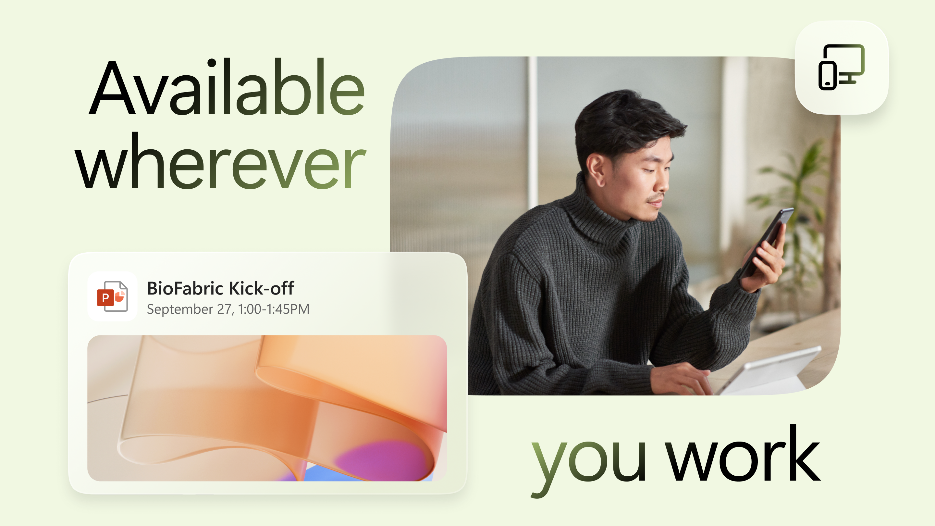 Available
wherever
P
BioFabric Kick-off
September 27, 1:00-1:45PM
you work